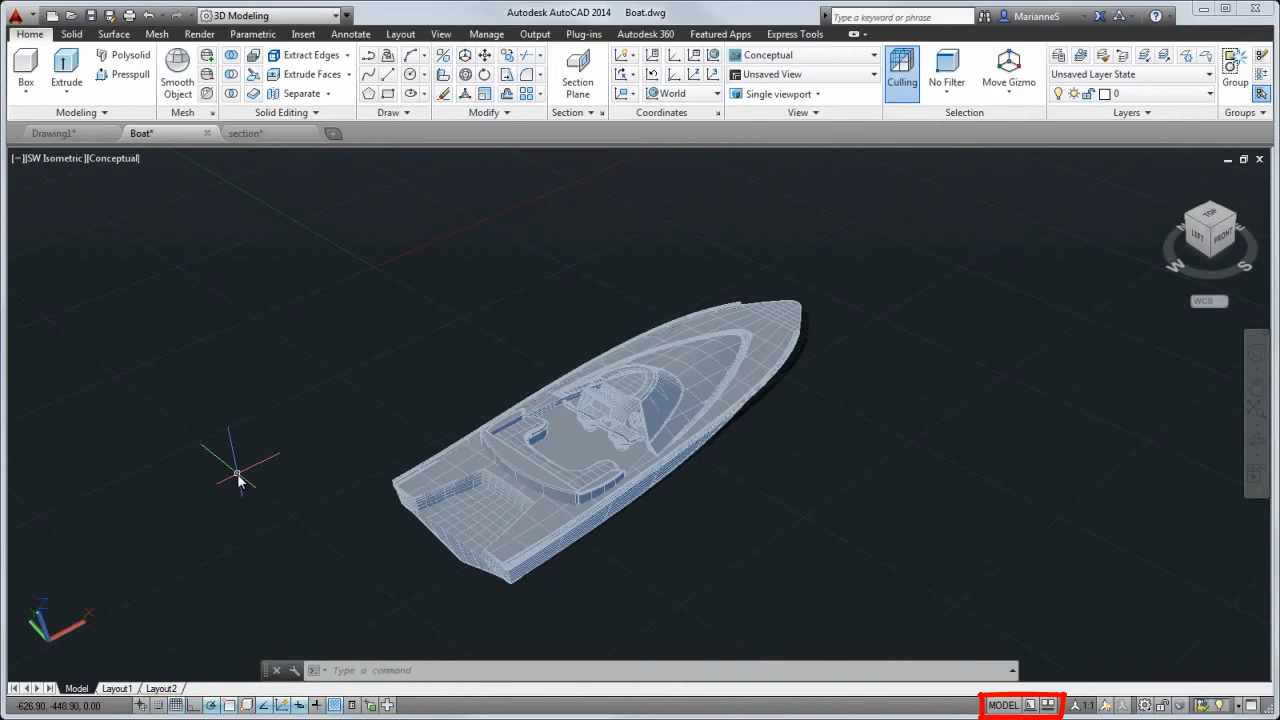 3D Modeling
Autodesk AutoCAD 2014 Boat.dwg
Type a keyword or phrase
MarianneS
Home Solid Surface Mesh Render Parametric Insert Annotate Layout View Manage Output Plug-ins Autodesk 360 Featured Apps Express Tools
Box
Extrude
Polysolid
Presspull
Smooth
Object
Extract Edges
Extrude Faces
Separate
Section
Plane
World
Conceptual
Unsaved View
Single viewport
Culling
No Filter
Move Gizmo
Unsaved Layer State
0
Group
Modeling Mesh Solid Editing Draw Modify Section Coordinates View Selection Layers Groups
Drawing1* Boat* section*
[−][SW Isometric][Conceptual]
TOP
LEFT
FRONT
N
E
W
S
WCS
Z
Y
X
Type a command
Model Layout1 Layout2
-626.90, -448.90, 0.00
MODEL
1:1